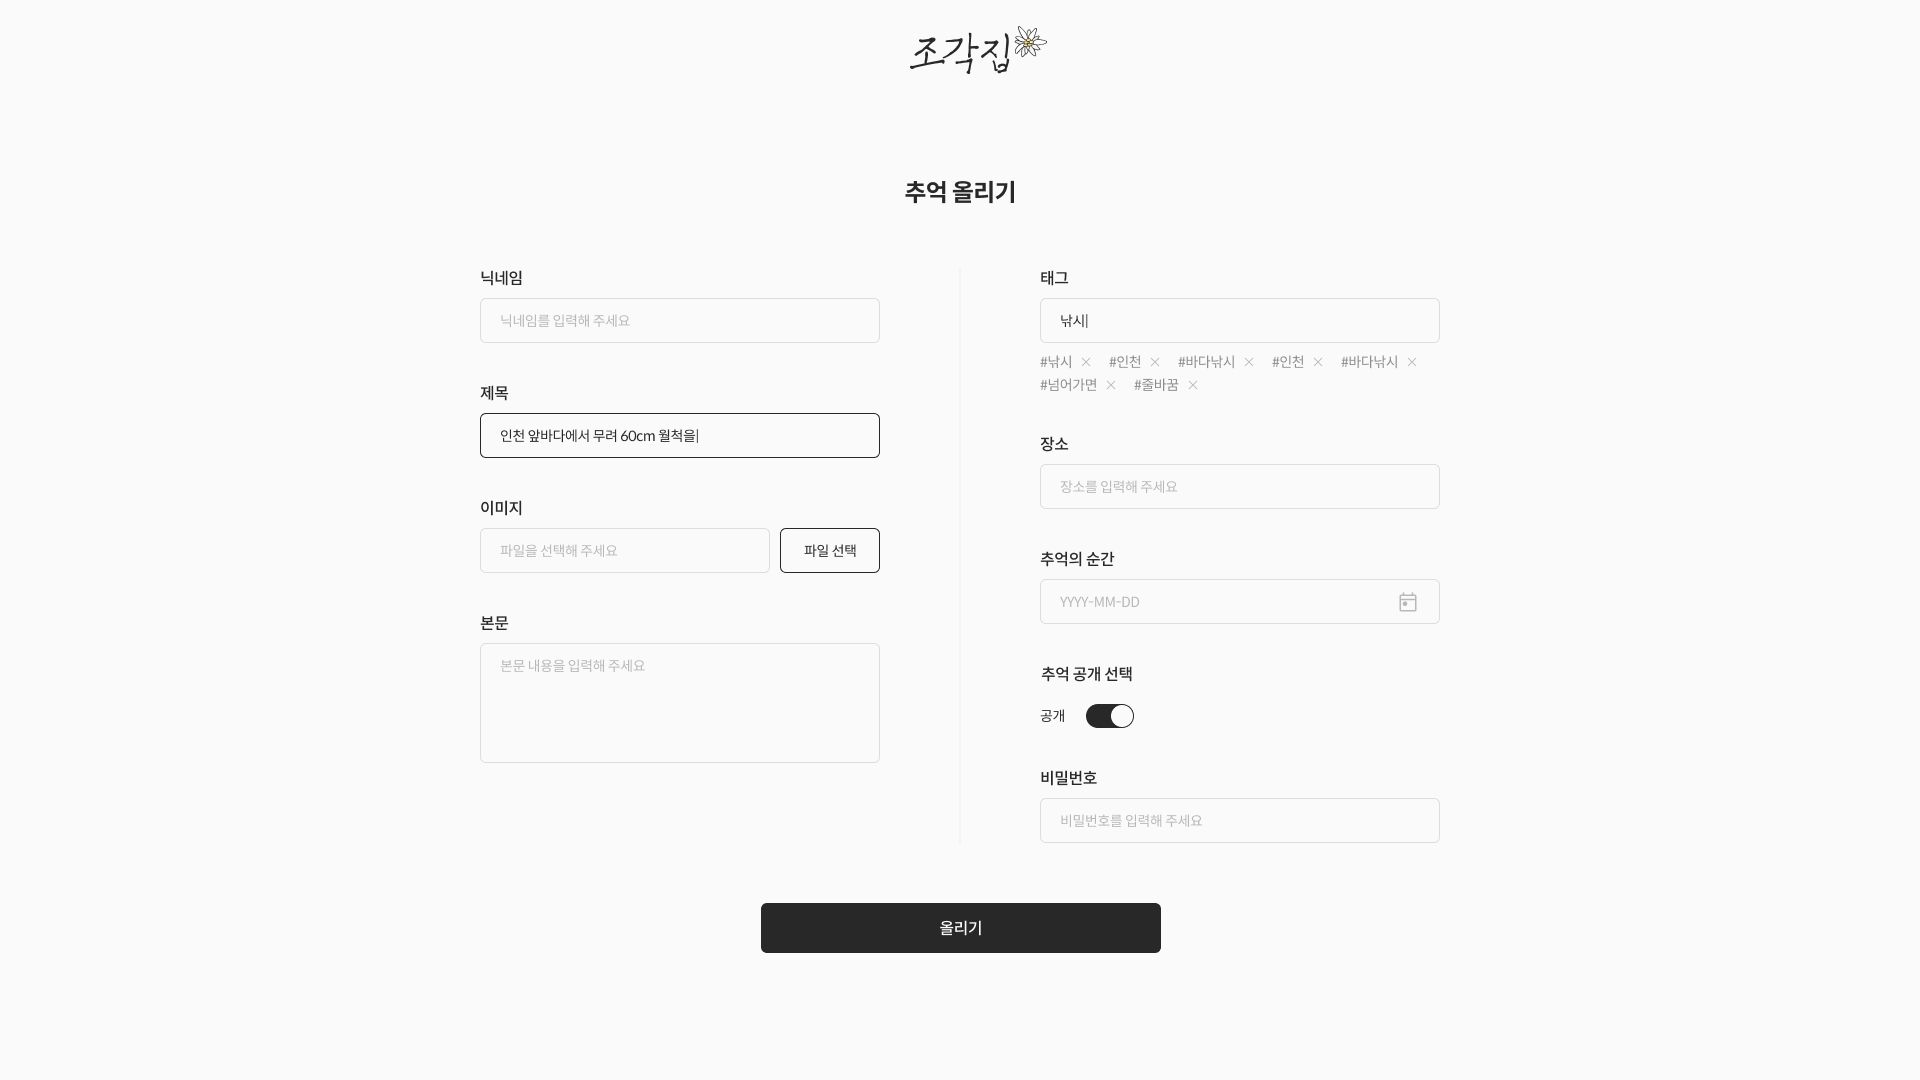 조각집
추억 올리기
닉네임
닉네임를 입력해 주세요
제목
인천 앞바다에서 무려 60cm 월척을
이미지
파일을 선택해 주세요
파일 선택
본문
본문 내용을 입력해 주세요
태그
낚시
#낚시 #인천 #바다낚시 #인천 #바다낚시
#넘어가면 #줄바꿈
장소
장소를 입력해 주세요
추억의 순간
YYYY-MM-DD
추억 공개 선택
공개
비밀번호
비밀번호를 입력해 주세요
올리기